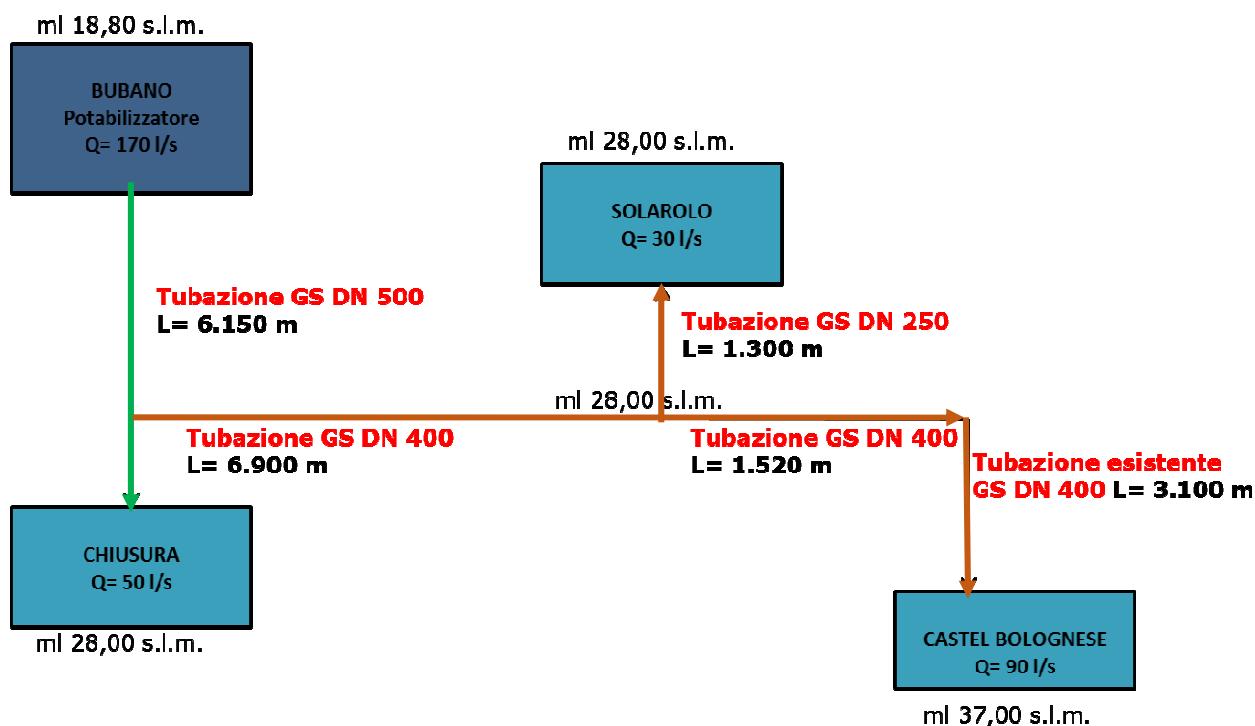 ml 18,80 s.l.m.
BUBANO
Potabilizzatore
Q= 170 l/s
ml 28,00 s.l.m.
SOLAROLO
Q= 30 l/s
Tubazione GS DN 500
L= 6.150 m
Tubazione GS DN 250
L= 1.300 m
ml 28,00 s.l.m.
Tubazione GS DN 400
L= 6.900 m
Tubazione GS DN 400
L= 1.520 m
Tubazione esistente
GS DN 400 L= 3.100 m
CHIUSURA
Q= 50 l/s
ml 28,00 s.l.m.
CASTEL BOLOGNESE
Q= 90 l/s
ml 37,00 s.l.m.